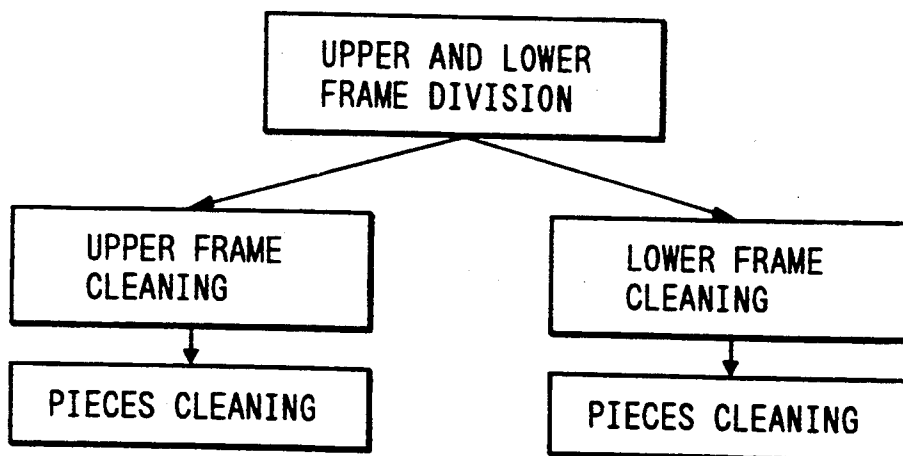 UPPER AND LOWER
FRAME DIVISION
UPPER FRAME
CLEANING
LOWER FRAME
CLEANING
PIECES CLEANING
PIECES CLEANING